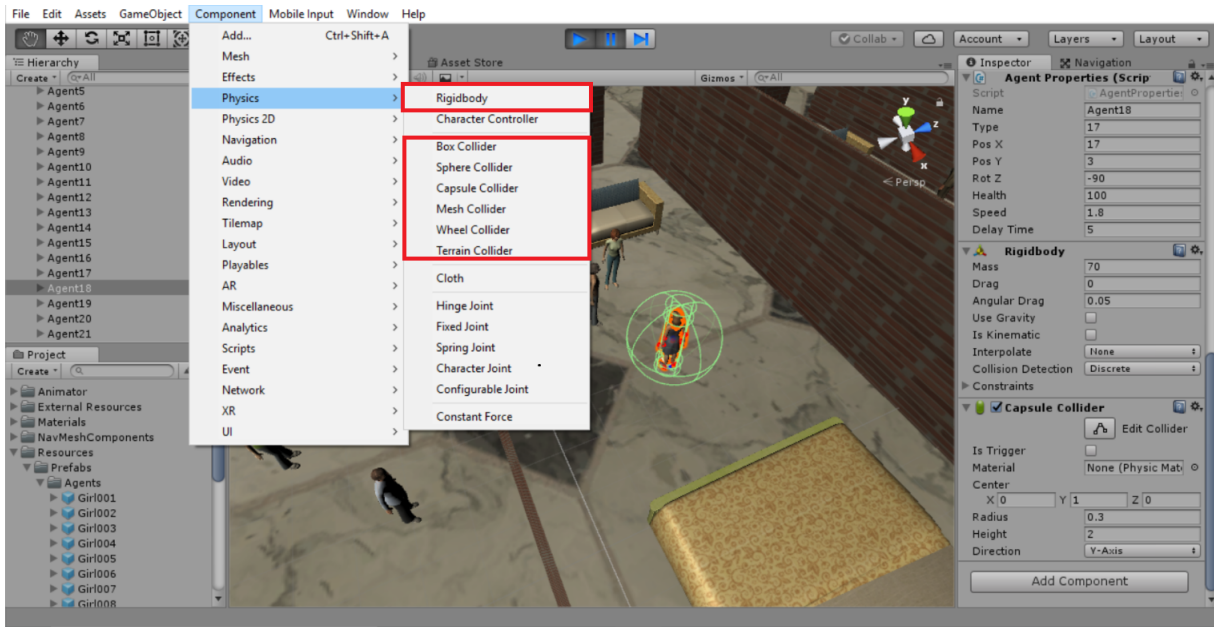 File Edit Assets GameObject Component Mobile Input Window Help
Collab Account Layers Layout
Hierarchy
Create All
Agent5
Agent6
Agent7
Agent8
Agent9
Agent10
Agent11
Agent12
Agent13
Agent14
Agent15
Agent16
Agent17
Agent18
Agent19
Agent20
Agent21
Project
Create
Animator
External Resources
Materials
NavMeshComponents
Resources
Prefabs
Agents
Girl001
Girl002
Girl003
Girl004
Girl005
Girl006
Girl007
Girl008
Add... Ctrl+Shift+A
Mesh
Effects
Physics
Physics 2D
Navigation
Audio
Video
Rendering
Tilemap
Layout
Playables
AR
Miscellaneous
Analytics
Scripts
Event
Network
XR
UI
Rigidbody
Character Controller
Box Collider
Sphere Collider
Capsule Collider
Mesh Collider
Wheel Collider
Terrain Collider
Cloth
Hinge Joint
Fixed Joint
Spring Joint
Character Joint
Configurable Joint
Constant Force
Asset Store
Gizmos All
y
z
x
Persp
Inspector Navigation
Agent Properties (Scrip
Script AgentProperties
Name Agent18
Type 17
Pos X 17
Pos Y 3
Rot Z -90
Health 100
Speed 1.8
Delay Time 5
Rigidbody
Mass 70
Drag 0
Angular Drag 0.05
Use Gravity
Is Kinematic
Interpolate None
Collision Detection Discrete
Constraints
Capsule Collider
Edit Collider
Is Trigger
Material None (Physic Mat
Center
X 0 Y 1 Z 0
Radius 0.3
Height 2
Direction Y-Axis
Add Component